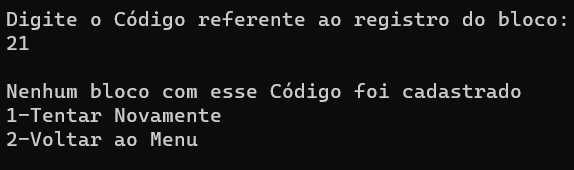 Digite o Código referente ao registro do bloco:
21
Nenhum bloco com esse Código foi cadastrado
1-Tentar Novamente
2-Voltar ao Menu